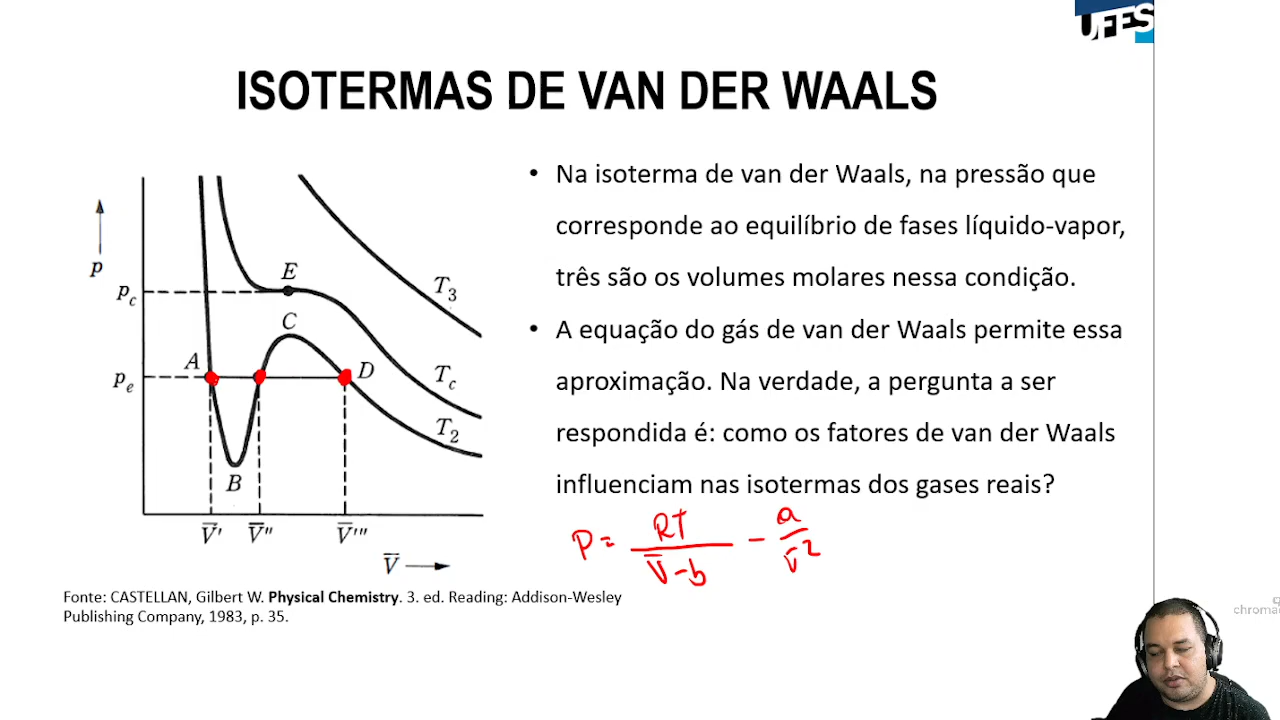 UFES
ISOTERMAS DE VAN DER WAALS
• Na isoterma de van der Waals, na pressão que
corresponde ao equilíbrio de fases líquido-vapor,
três são os volumes molares nessa condição.
• A equação do gás de van der Waals permite essa
aproximação. Na verdade, a pergunta a ser
respondida é: como os fatores de van der Waals
influenciam nas isotermas dos gases reais?
P = RT / (V̅ - b) - a / V̅²
p
p_c
p_e
E
C
A
D
B
T₃
T_c
T₂
V̅'
V̅''
V̅'''
V̅
Fonte: CASTELLAN, Gilbert W. Physical Chemistry. 3. ed. Reading: Addison-Wesley
Publishing Company, 1983, p. 35.